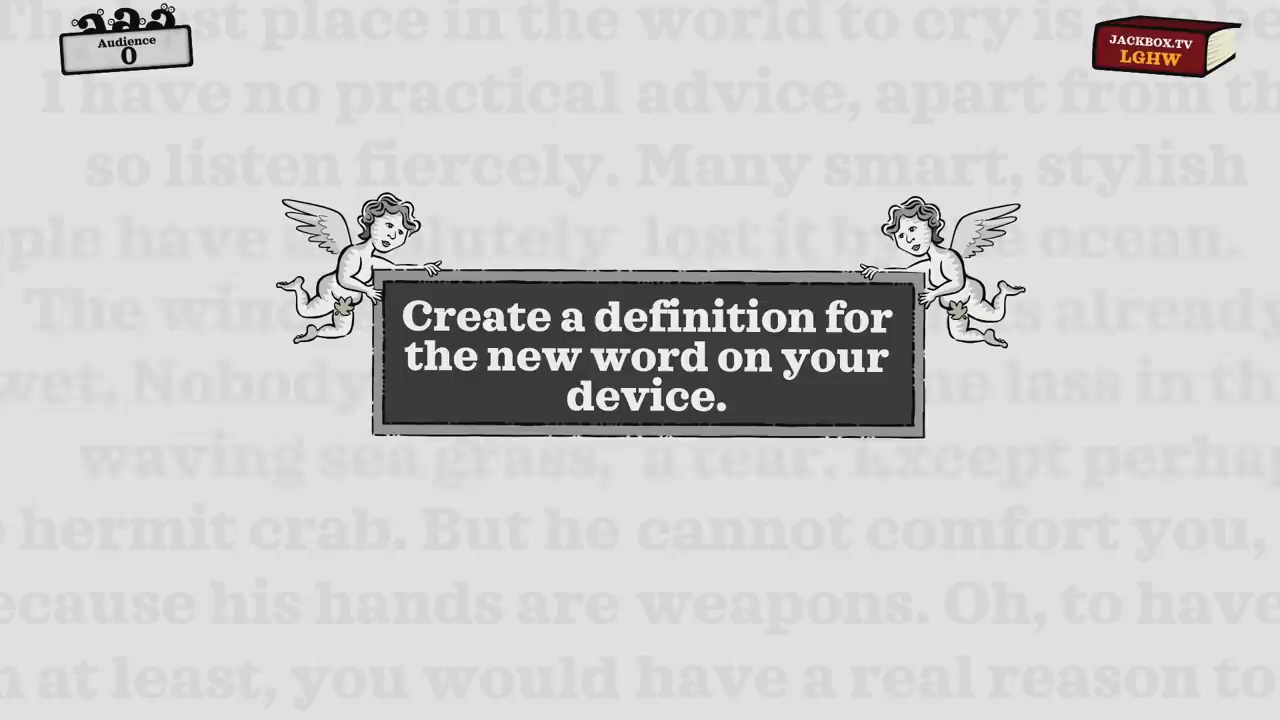 The best place in the world to cry is the be
Audience
0
JACKBOX.TV
LGHW
I have no practical advice, apart from th
so listen fiercely. Many smart, stylish
ple have absolutely lost it by the ocean.
Create a definition for
the new word on your
device.
The wind
already
wet, Nobody
the lass in th
waving sea grass, a tear. Except perhap
hermit crab. But he cannot comfort you,
ecause his hands are weapons. Oh, to have
at least, you would have a real reason to